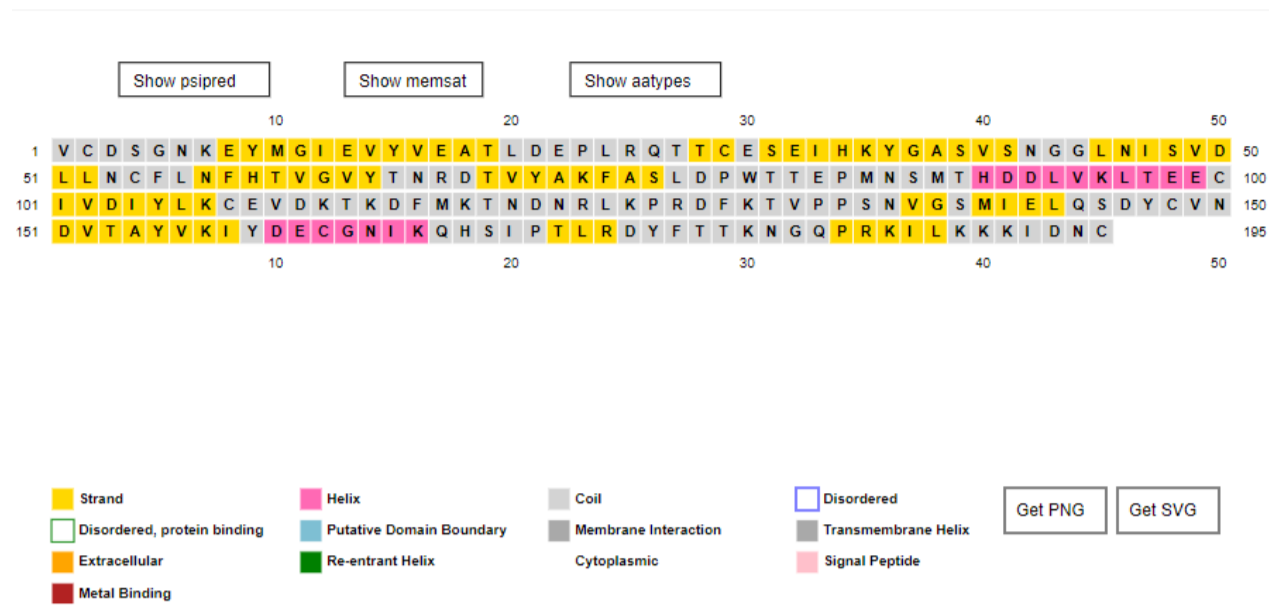 Show psipred Show memsat Show aatypes
10 20 30 40 50
1 V C D S G N K E Y M G I E V Y V E A T L D E P L R Q T T C E S E I H K Y G A S V S N G G L N I S V D 50
51 L L N C F L N F H T V G V Y T N R D T V Y A K F A S L D P W T T E P M N S M T H D D L V K L T E E C 100
101 I V D I Y L K C E V D K T K D F M K T N D N R L K P R D F K T V P P S N V G S M I E L Q S D Y C V N 150
151 D V T A Y V K I Y D E C G N I K Q H S I P T L R D Y F T T K N G Q P R K I L K K K I D N C 195
10 20 30 40 50
Strand Helix Coil Disordered
Disordered, protein binding Putative Domain Boundary Membrane Interaction Transmembrane Helix
Extracellular Re-entrant Helix Cytoplasmic Signal Peptide
Metal Binding
Get PNG Get SVG